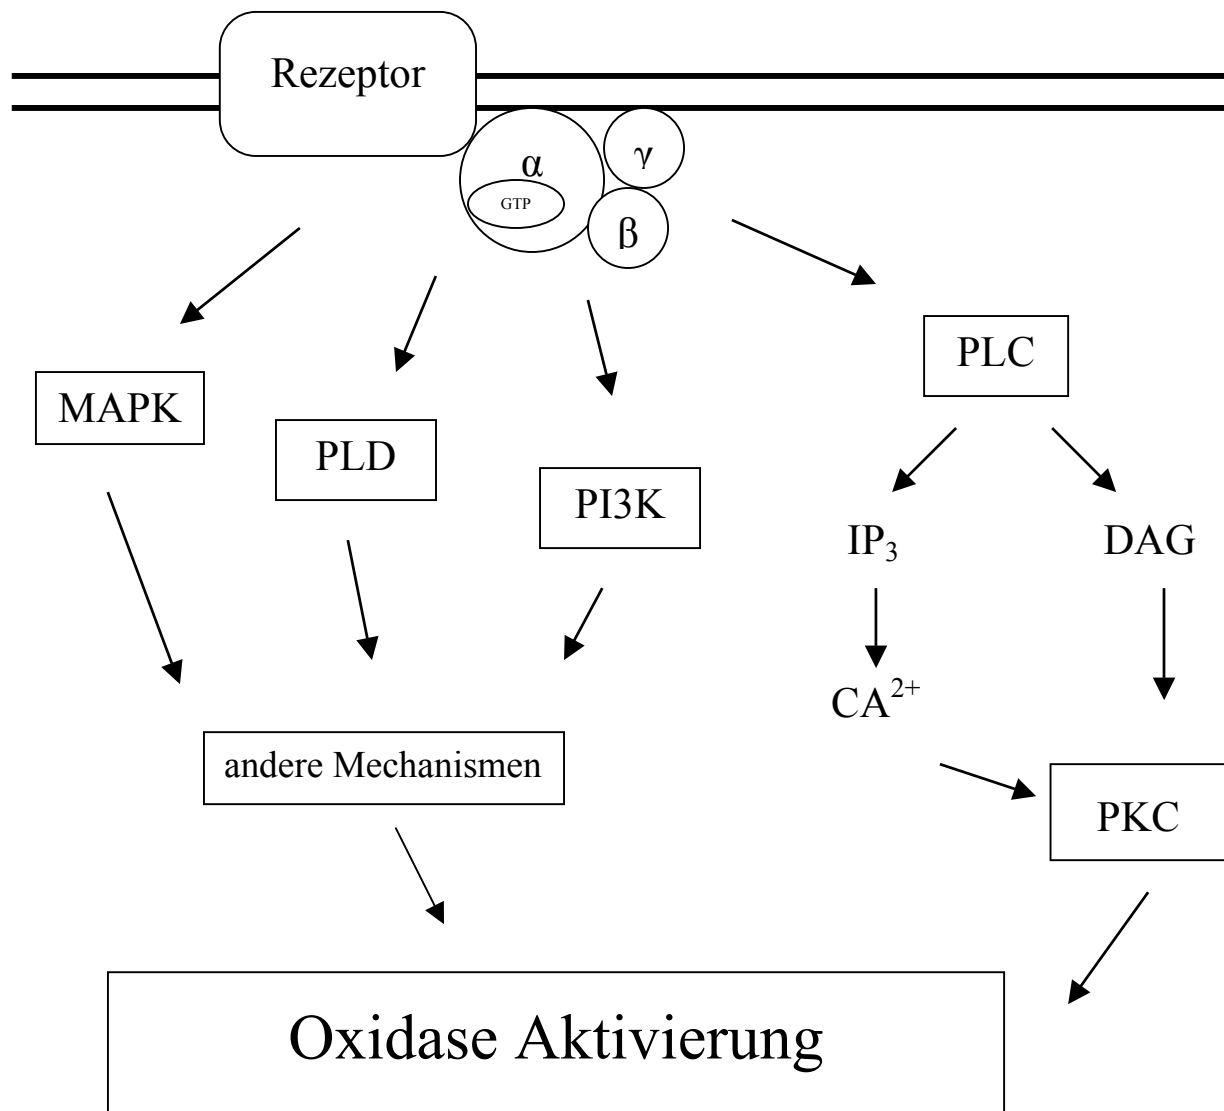 Rezeptor
α
γ
GTP
β
PLC
MAPK
PLD
PI3K
IP₃
DAG
CA²⁺
andere Mechanismen
PKC
Oxidase Aktivierung